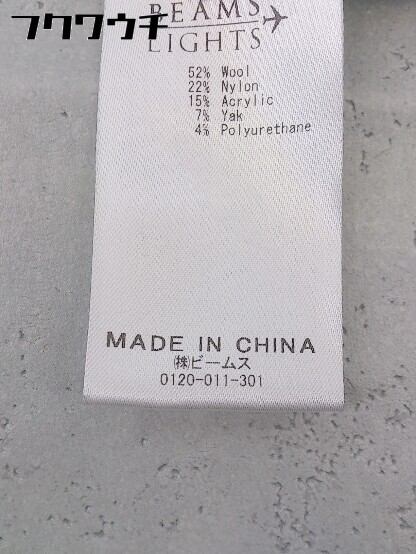 フクワウチ
BEAMS
LIGHTS
52% Wool
22% Nylon
15% Acrylic
7% Yak
4% Polyurethane
MADE IN CHINA
㈱ビームス
0120-011-301